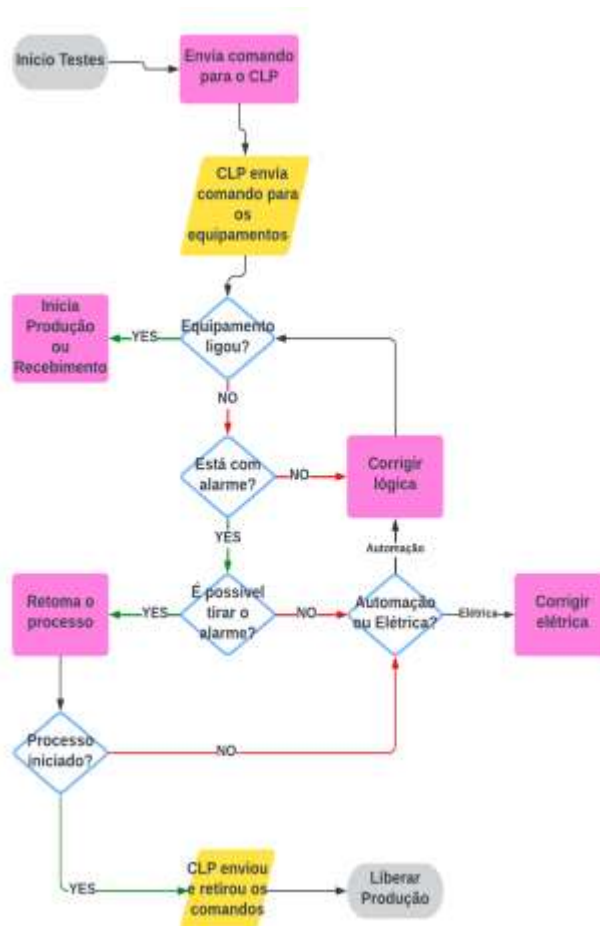 Inicio Testes
Envia comando
para o CLP
CLP envia
comando para
os
equipamentos
Inicia
Produção
ou
Recebimento
YES
Equipamento
ligou?
NO
Está com
alarme?
NO
Corrigir
lógica
YES
Automação
Retoma o
processo
YES
É possível
tirar o
alarme?
NO
Automação
ou Elétrica?
Elétrica
Corrigir
elétrica
Processo
iniciado?
NO
YES
CLP enviou
e retirou os
comandos
Liberar
Produção